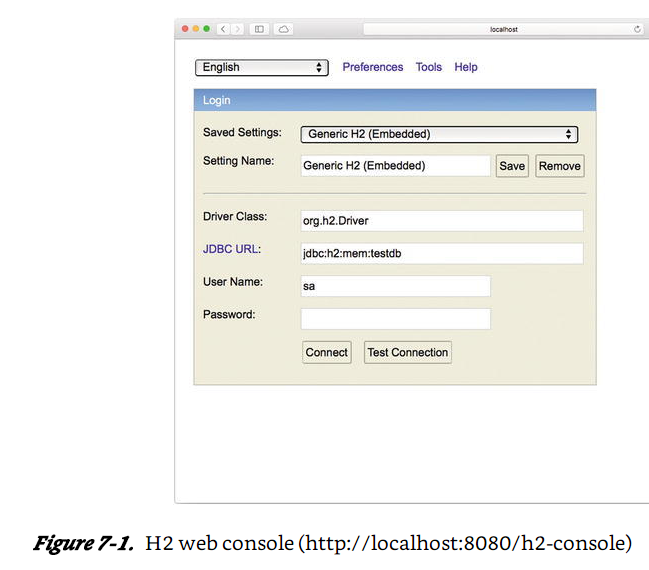 localhost
English Preferences Tools Help
Login
Saved Settings: Generic H2 (Embedded)
Setting Name: Generic H2 (Embedded) Save Remove
Driver Class: org.h2.Driver
JDBC URL: jdbc:h2:mem:testdb
User Name: sa
Password:
Connect Test Connection
Figure 7-1. H2 web console (http://localhost:8080/h2-console)